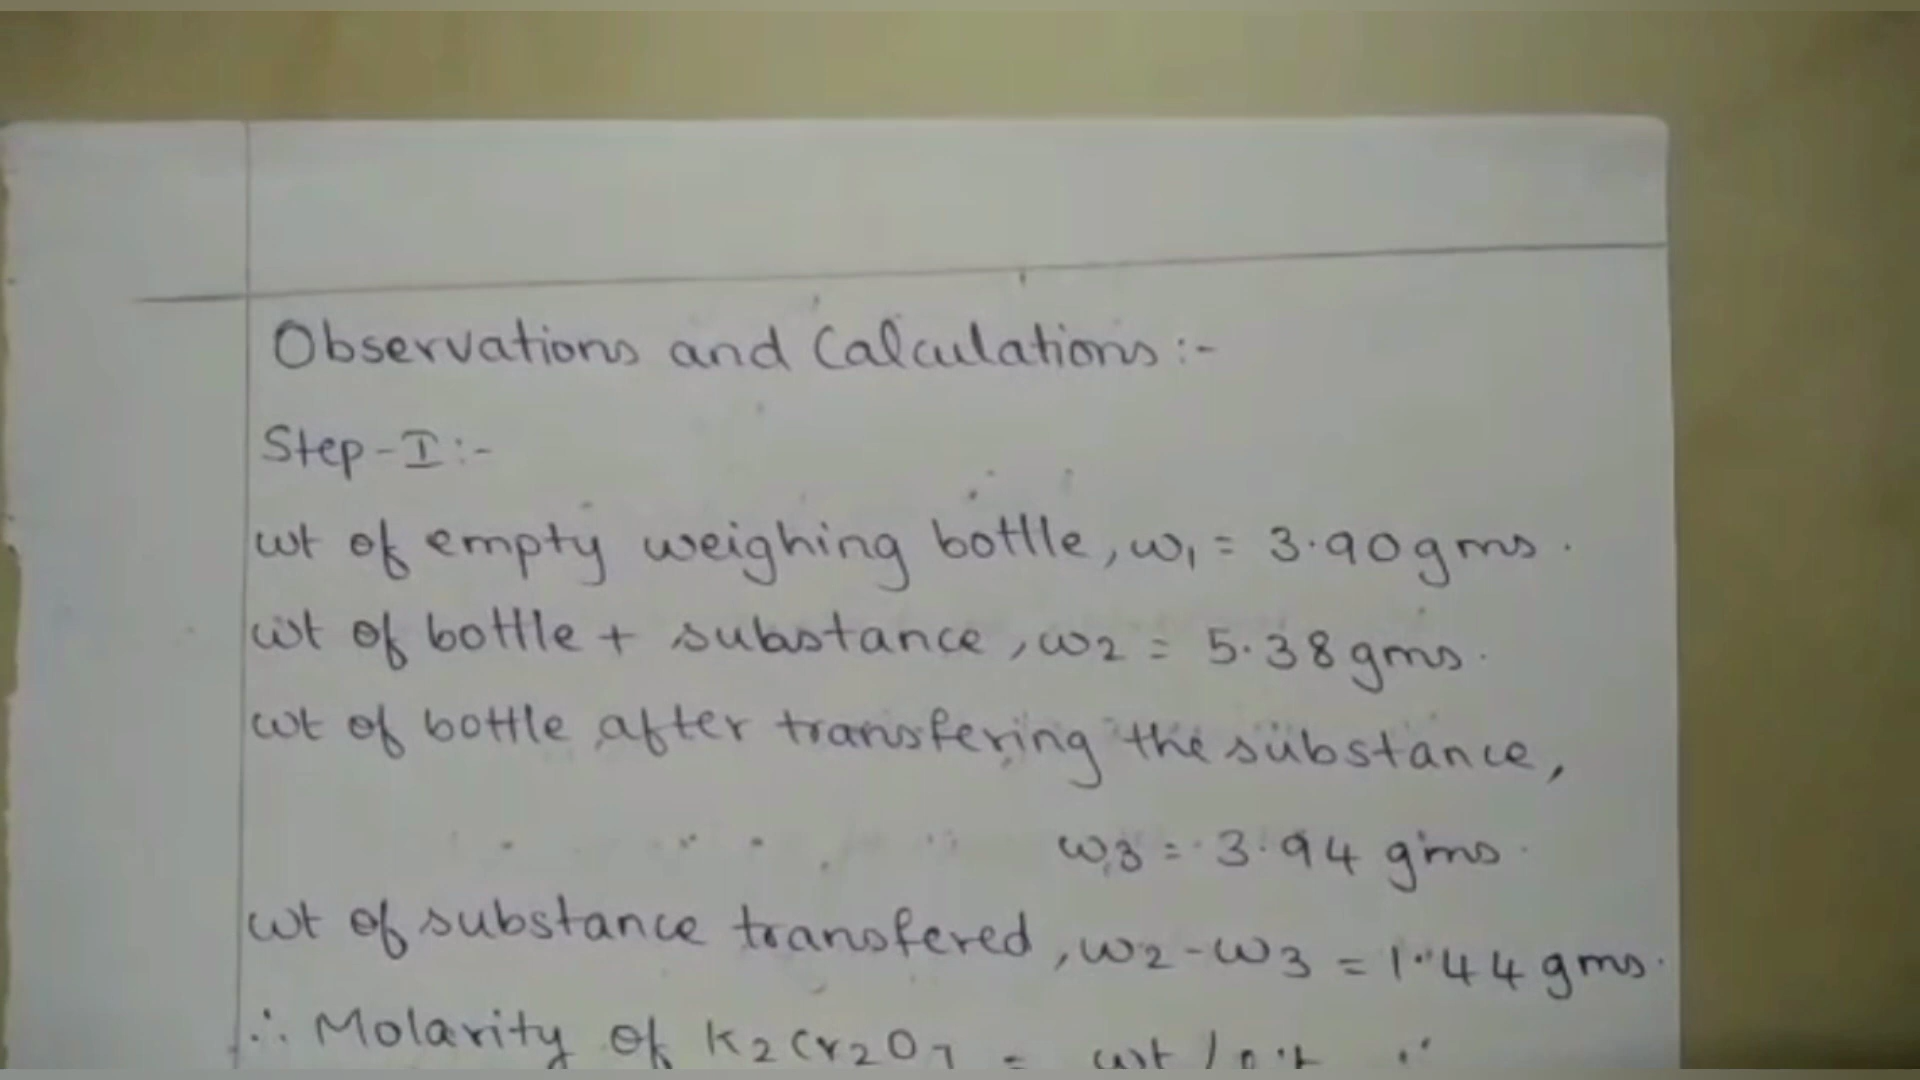 Observations and Calculations :-
Step-I :-
wt of empty weighing bottle, w1 = 3.90 gms.
wt of bottle + substance, w2 = 5.38 gms.
wt of bottle after transfering the substance,
w3 = 3.94 gms.
wt of substance transfered, w2-w3 = 1.44 gms.
∴ Molarity of K2Cr2O7 = wt /